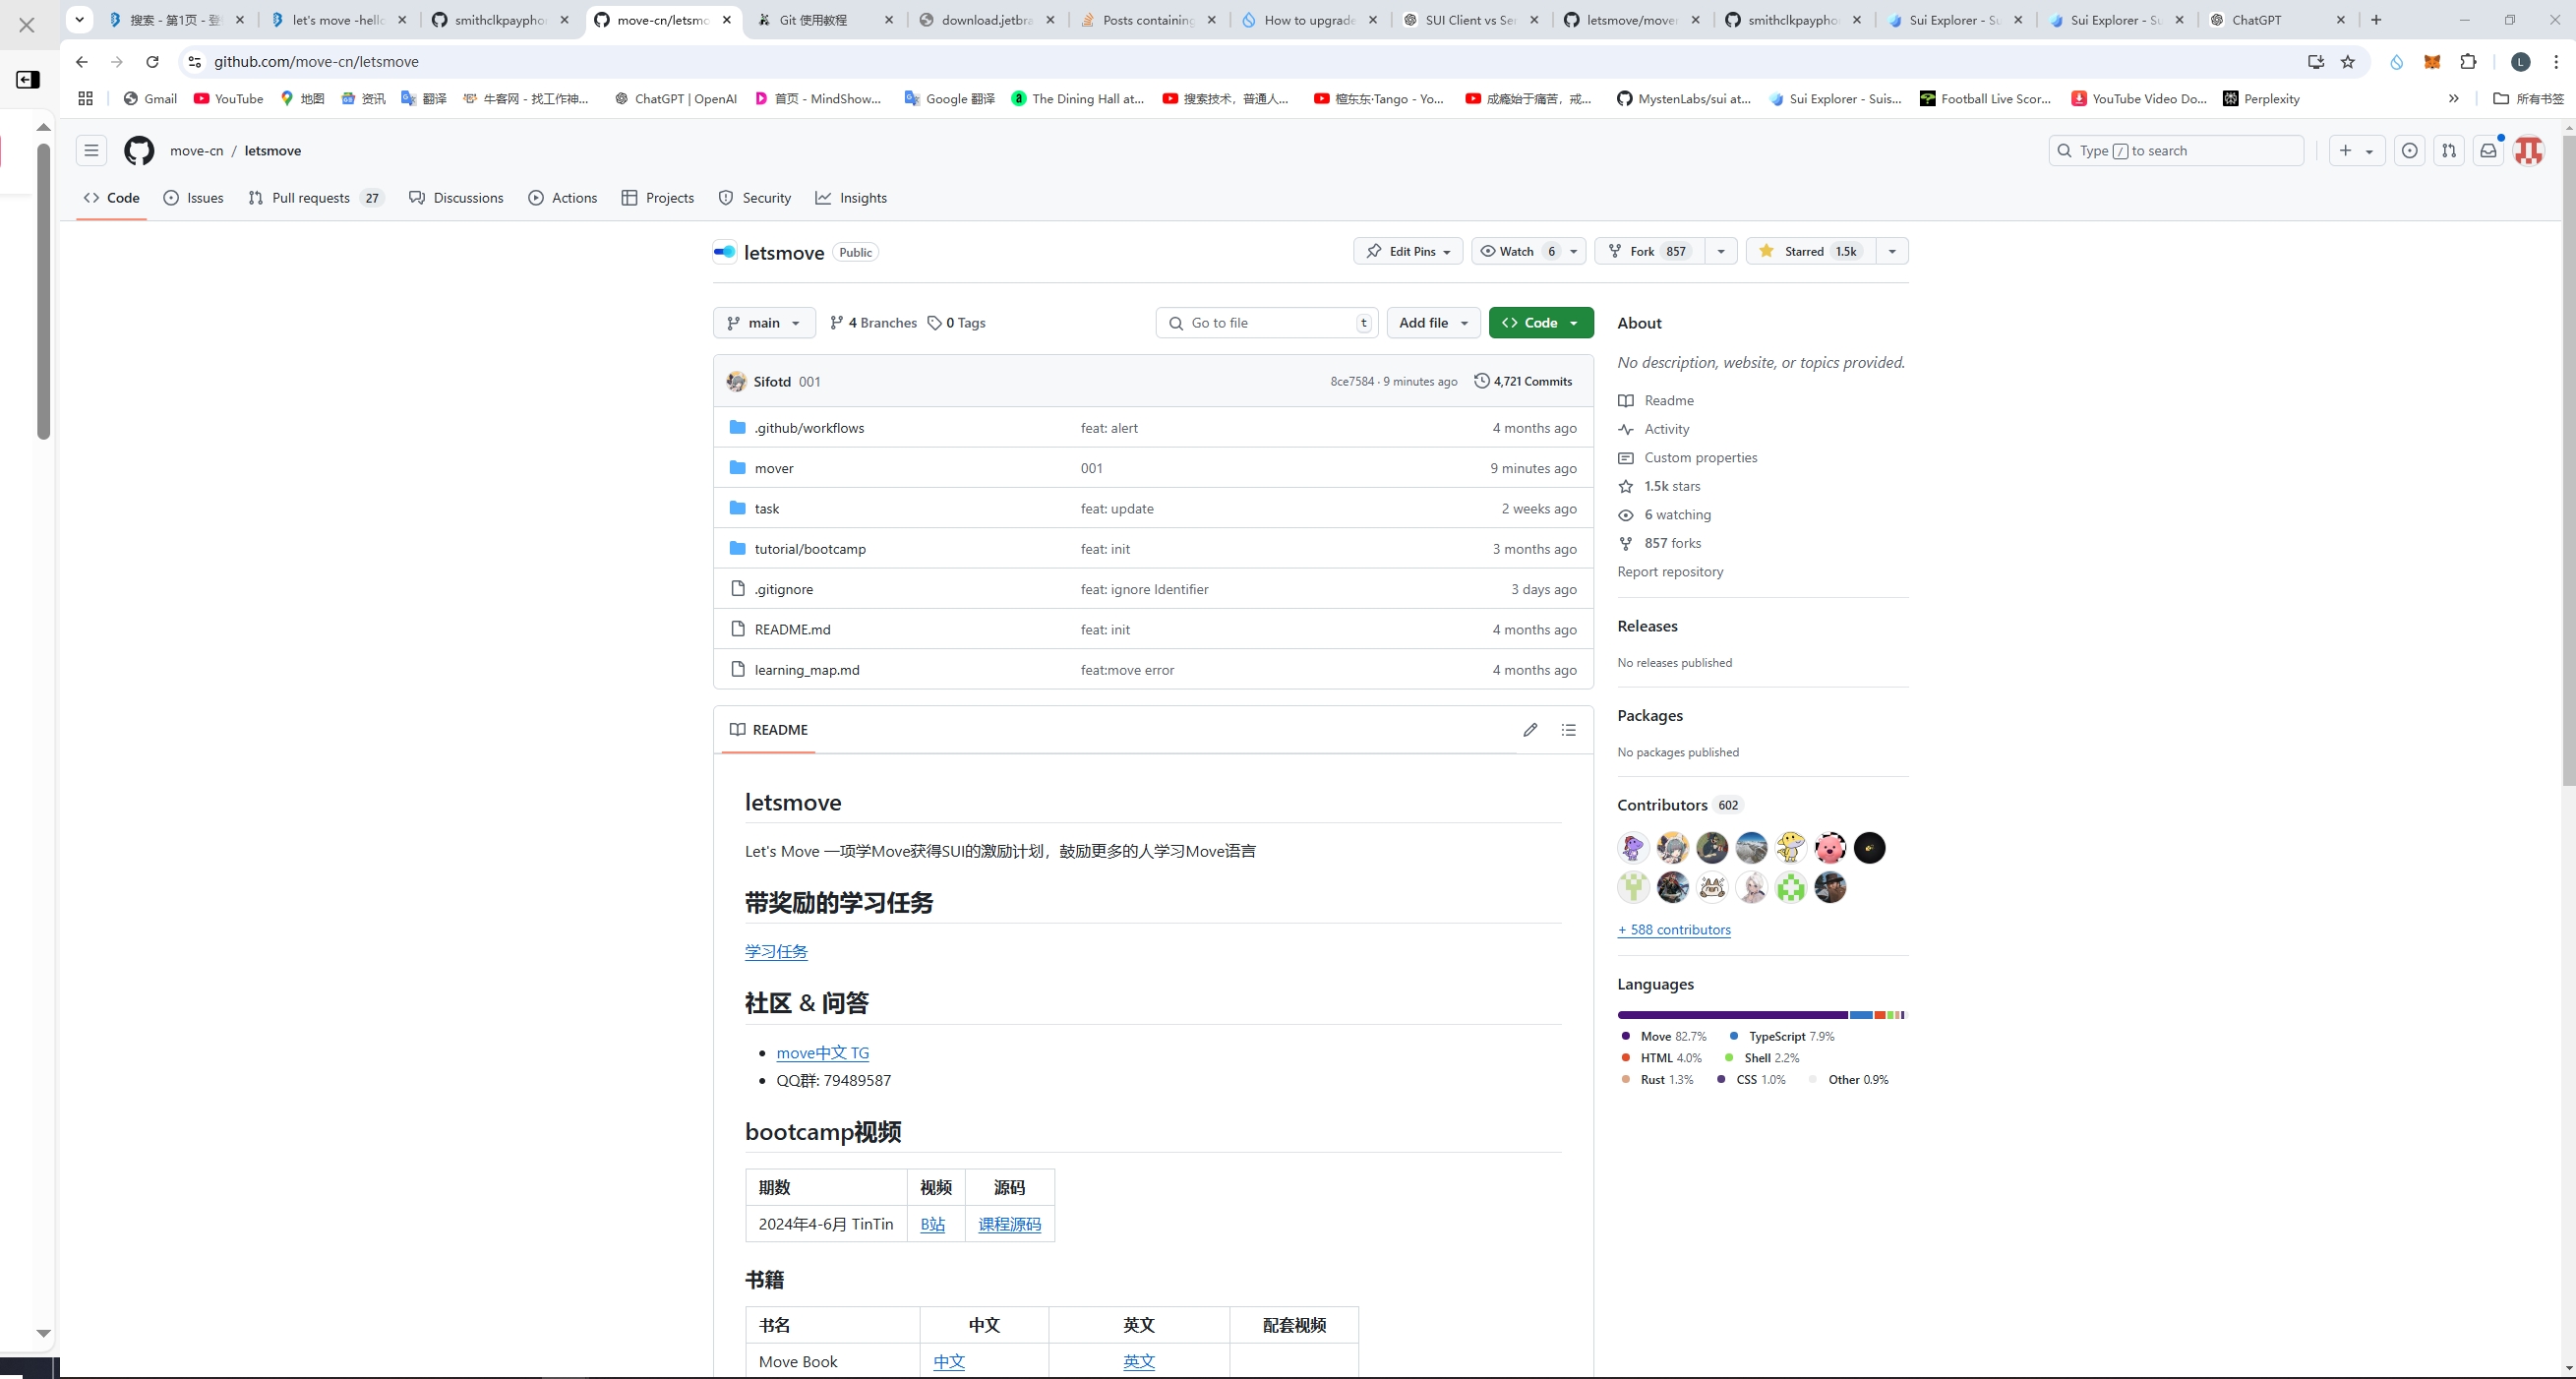 搜索 - 第1页 - 登
let's move -hello
smithclkpaypho
move-cn/letsmo
Git 使用教程
download.jetbra
Posts containing
How to upgrade
SUI Client vs Se
letsmove/mover
smithclkpaypho
Sui Explorer - Su
Sui Explorer - Su
ChatGPT
github.com/move-cn/letsmove
L
Gmail
YouTube
地图
资讯
翻译
牛客网 - 找工作神...
ChatGPT | OpenAI
首页 - MindShow...
Google 翻译
The Dining Hall at...
搜索技术，普通人...
檀东东·Tango - Yo...
成瘾始于痛苦，戒...
MystenLabs/sui at...
Sui Explorer - Suis...
Football Live Scor...
YouTube Video Do...
Perplexity
所有书签
move-cn / letsmove
Type / to search
Code
Issues
Pull requests 27
Discussions
Actions
Projects
Security
Insights
letsmove Public
Edit Pins
Watch 6
Fork 857
Starred 1.5k
main
4 Branches
0 Tags
Go to file t
Add file
Code
Sifotd 001
8ce7584 · 9 minutes ago
4,721 Commits
.github/workflows feat: alert 4 months ago
mover 001 9 minutes ago
task feat: update 2 weeks ago
tutorial/bootcamp feat: init 3 months ago
.gitignore feat: ignore Identifier 3 days ago
README.md feat: init 4 months ago
learning_map.md feat:move error 4 months ago
README
letsmove
Let's Move 一项学Move获得SUI的激励计划，鼓励更多的人学习Move语言
带奖励的学习任务
学习任务
社区 & 问答
move中文 TG
QQ群: 79489587
bootcamp视频
期数 视频 源码
2024年4-6月 TinTin B站 课程源码
书籍
书名 中文 英文 配套视频
Move Book 中文 英文
About
No description, website, or topics provided.
Readme
Activity
Custom properties
1.5k stars
6 watching
857 forks
Report repository
Releases
No releases published
Packages
No packages published
Contributors 602
+ 588 contributors
Languages
Move 82.7% TypeScript 7.9%
HTML 4.0% Shell 2.2%
Rust 1.3% CSS 1.0% Other 0.9%